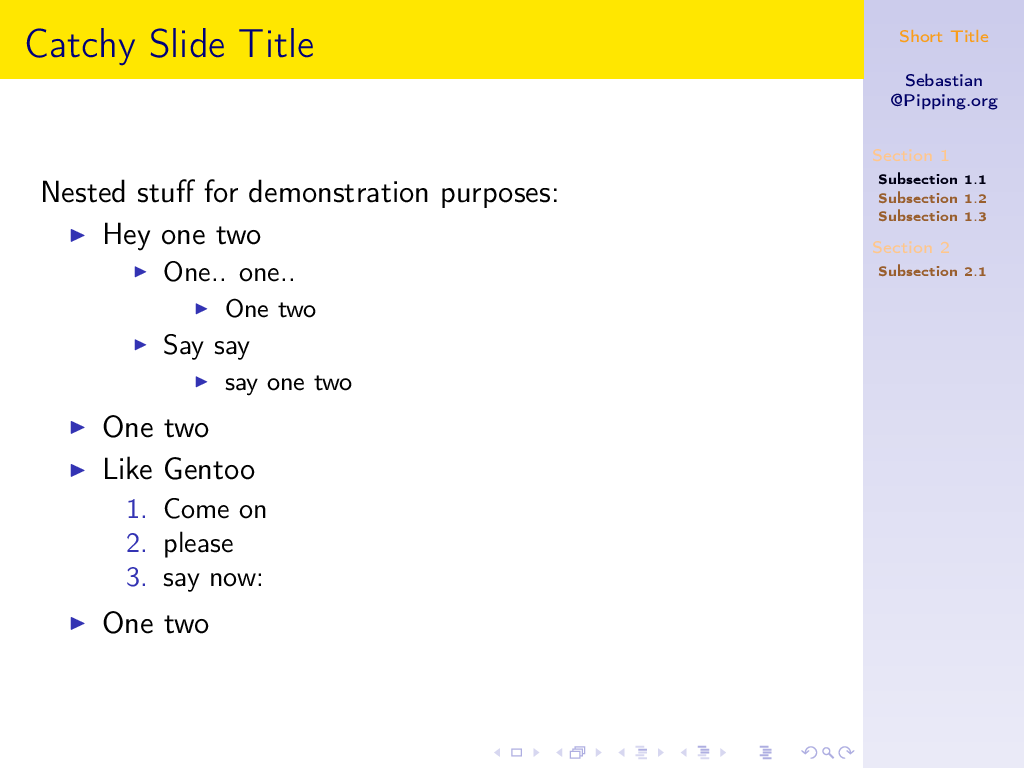 Catchy Slide Title
Nested stuff for demonstration purposes:
Hey one two
One.. one..
One two
Say say
say one two
One two
Like Gentoo
1. Come on
2. please
3. say now:
One two
Short Title
Sebastian
@Pipping.org
Section 1
Subsection 1.1
Subsection 1.2
Subsection 1.3
Section 2
Subsection 2.1